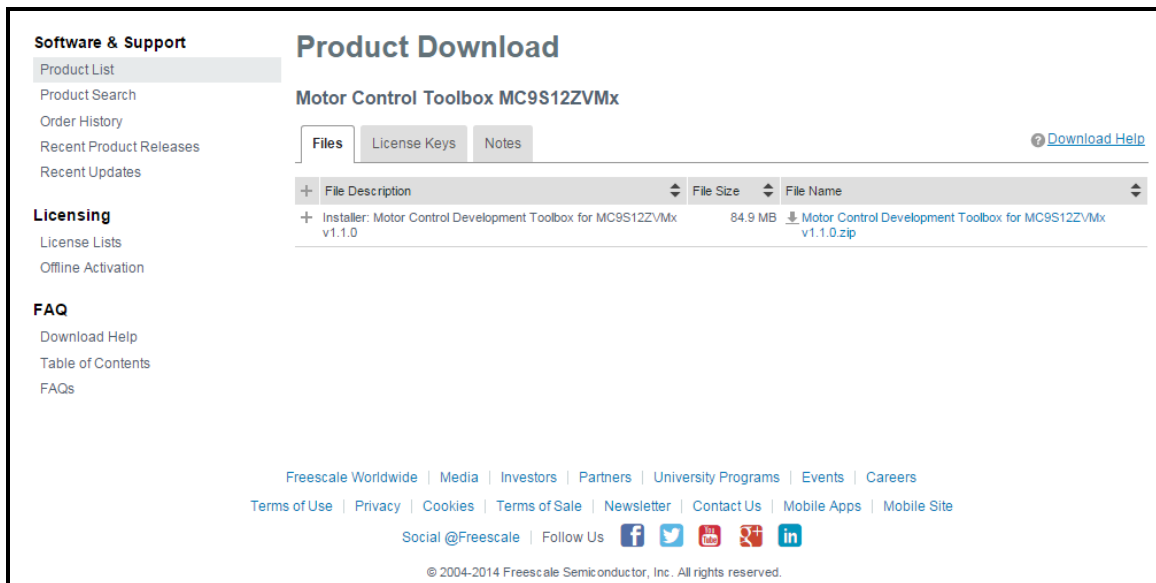 Software & Support
Product List
Product Search
Order History
Recent Product Releases
Recent Updates
Licensing
License Lists
Offline Activation
FAQ
Download Help
Table of Contents
FAQs
Product Download
Motor Control Toolbox MC9S12ZVMx
Files License Keys Notes
? Download Help
+ File Description File Size File Name
+ Installer: Motor Control Development Toolbox for MC9S12ZVMx 84.9 MB Motor Control Development Toolbox for MC9S12ZVMx
v1.1.0 v1.1.0.zip
Freescale Worldwide | Media | Investors | Partners | University Programs | Events | Careers
Terms of Use | Privacy | Cookies | Terms of Sale | Newsletter | Contact Us | Mobile Apps | Mobile Site
Social @Freescale | Follow Us f You Tube g+ in
© 2004-2014 Freescale Semiconductor, Inc. All rights reserved.